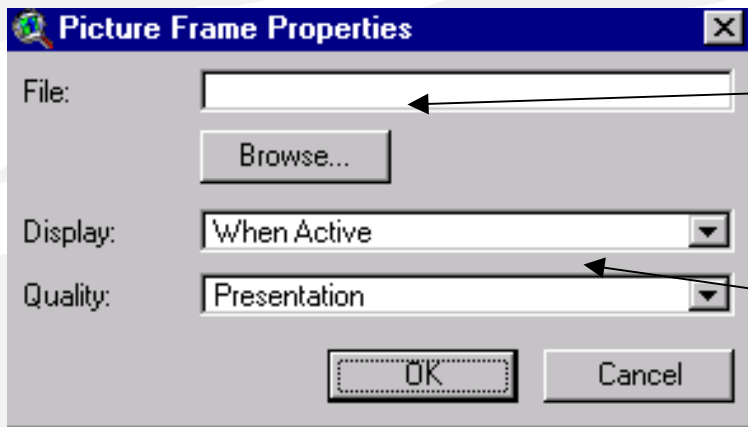 Picture Frame Properties
File:
Browse...
Display: When Active
Quality: Presentation
OK Cancel